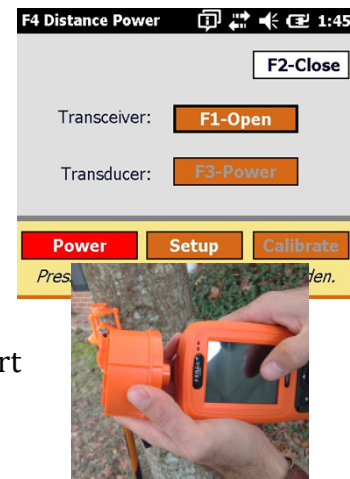 F4 Distance Power 1:45
F2-Close
Transceiver: F1-Open
Transducer: F3-Power
Power Setup Calibrate
Pres den.
rt